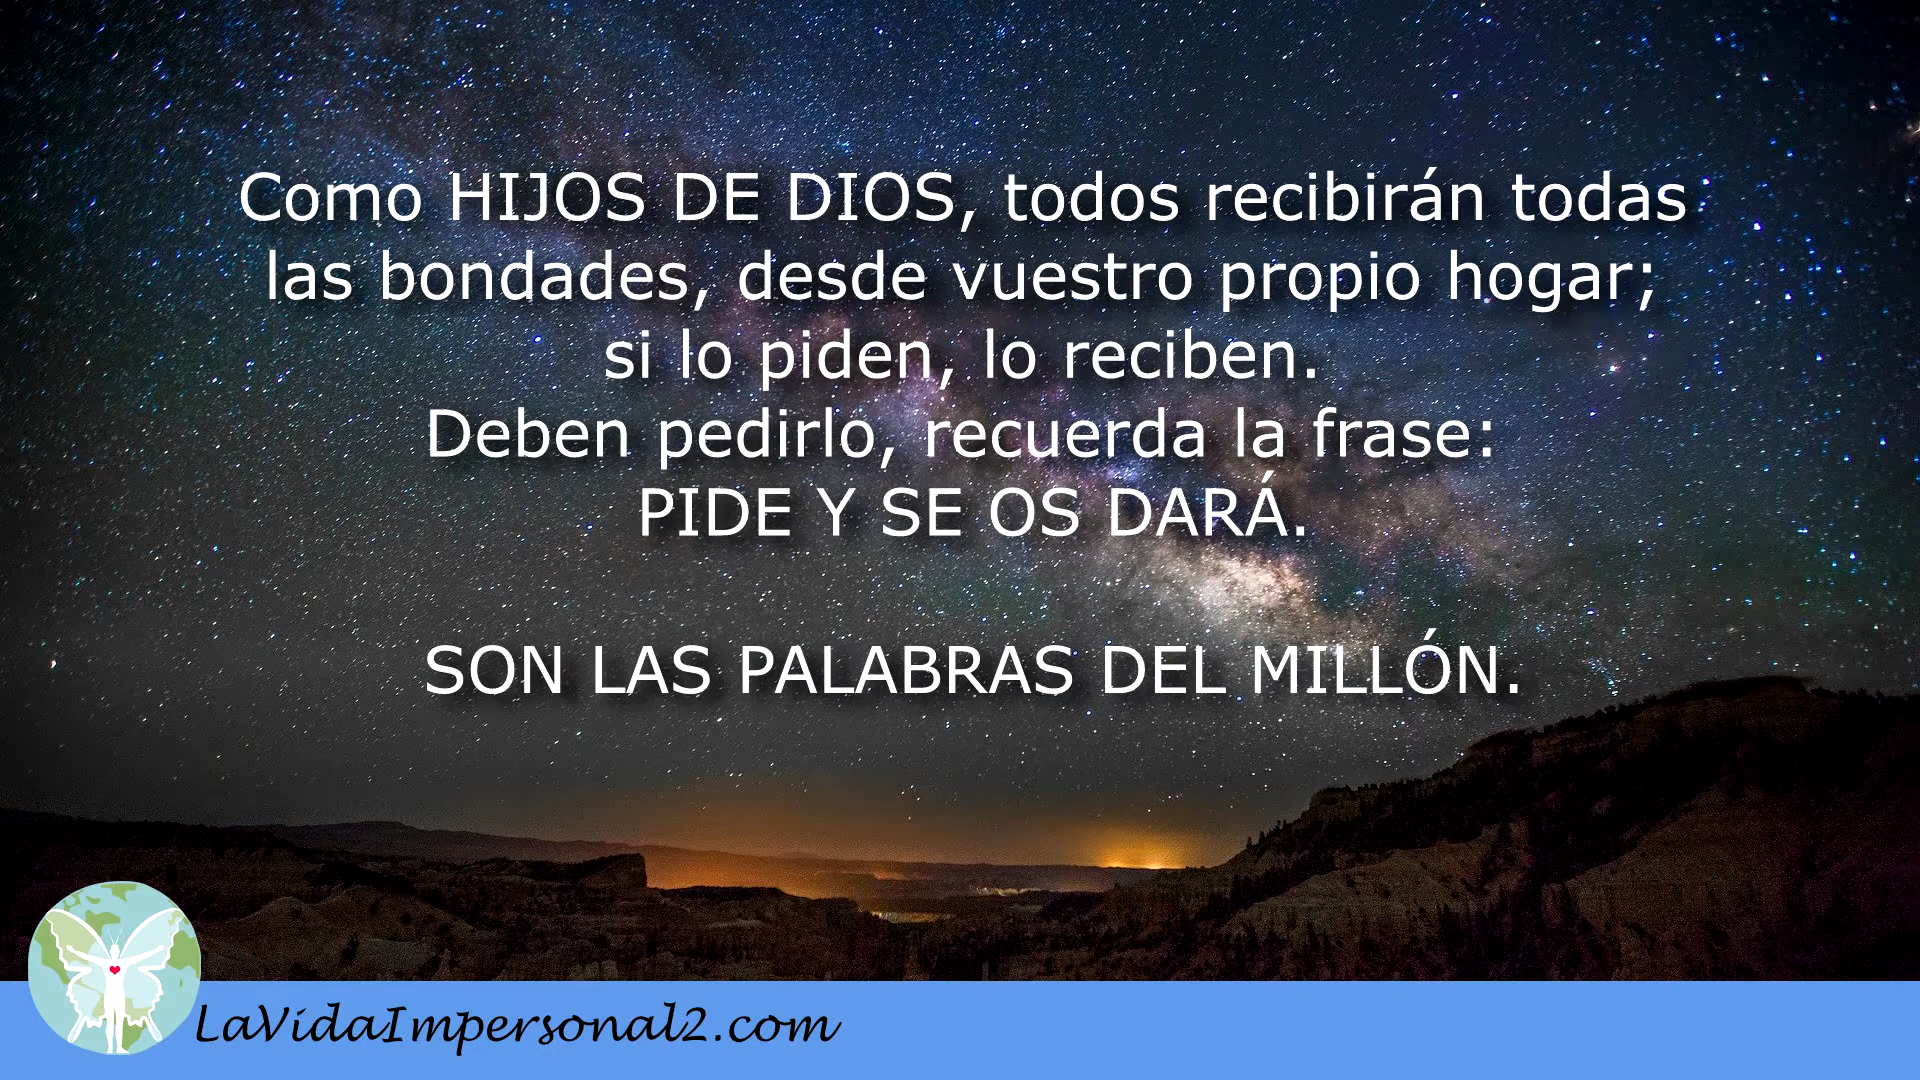 Como HIJOS DE DIOS, todos recibirán todas
las bondades, desde vuestro propio hogar;
si lo piden, lo reciben.
Deben pedirlo, recuerda la frase:
PIDE Y SE OS DARÁ.
SON LAS PALABRAS DEL MILLÓN.
LaVidaImpersonal2.com